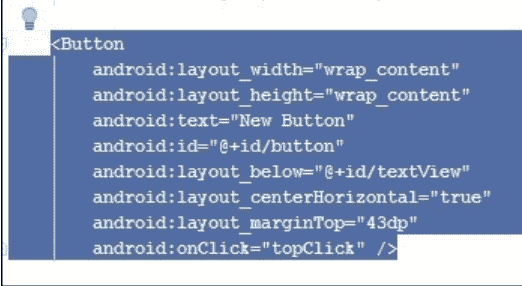 <Button
android:layout_width="wrap_content"
android:layout_height="wrap_content"
android:text="New Button"
android:id="@+id/button"
android:layout_below="@+id/textView"
android:layout_centerHorizontal="true"
android:layout_marginTop="43dp"
android:onClick="topClick" />